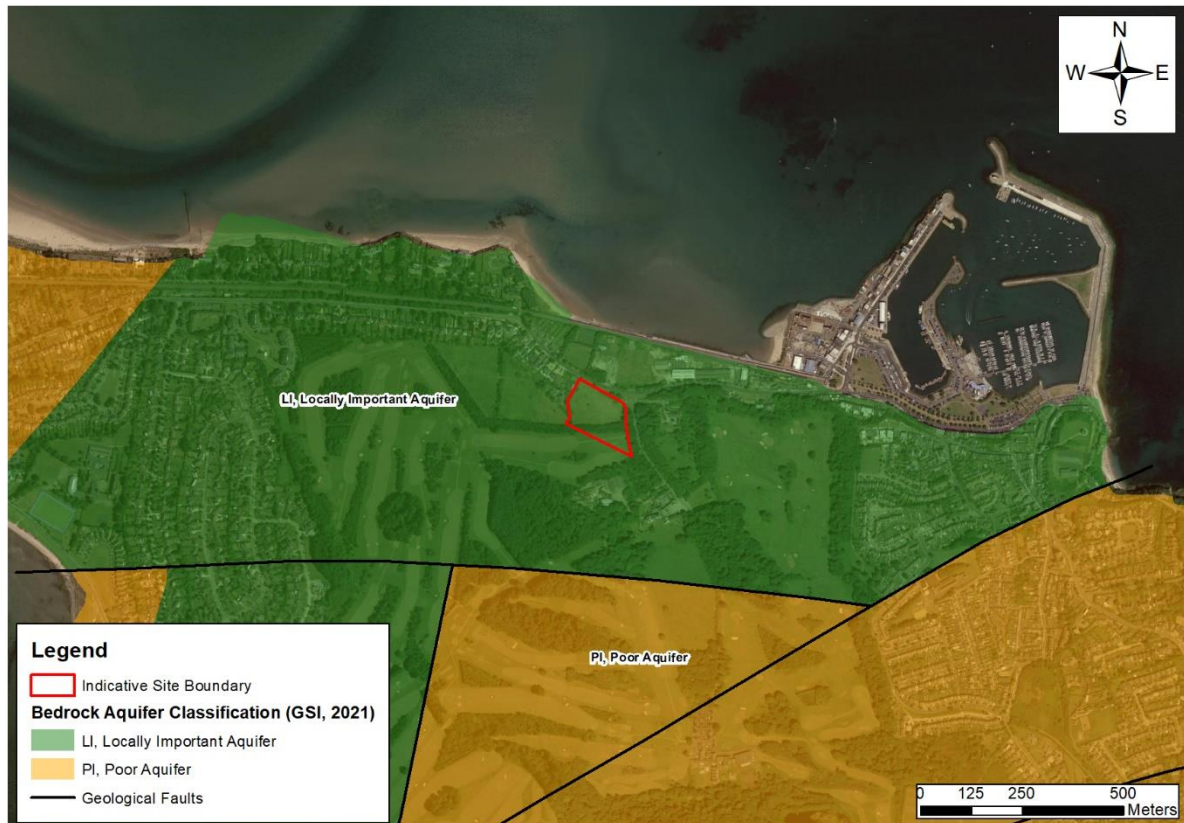 N
W E
S
LI, Locally Important Aquifer
PI, Poor Aquifer
Legend
Indicative Site Boundary
Bedrock Aquifer Classification (GSI, 2021)
LI, Locally Important Aquifer
PI, Poor Aquifer
Geological Faults
0 125 250 500
Meters